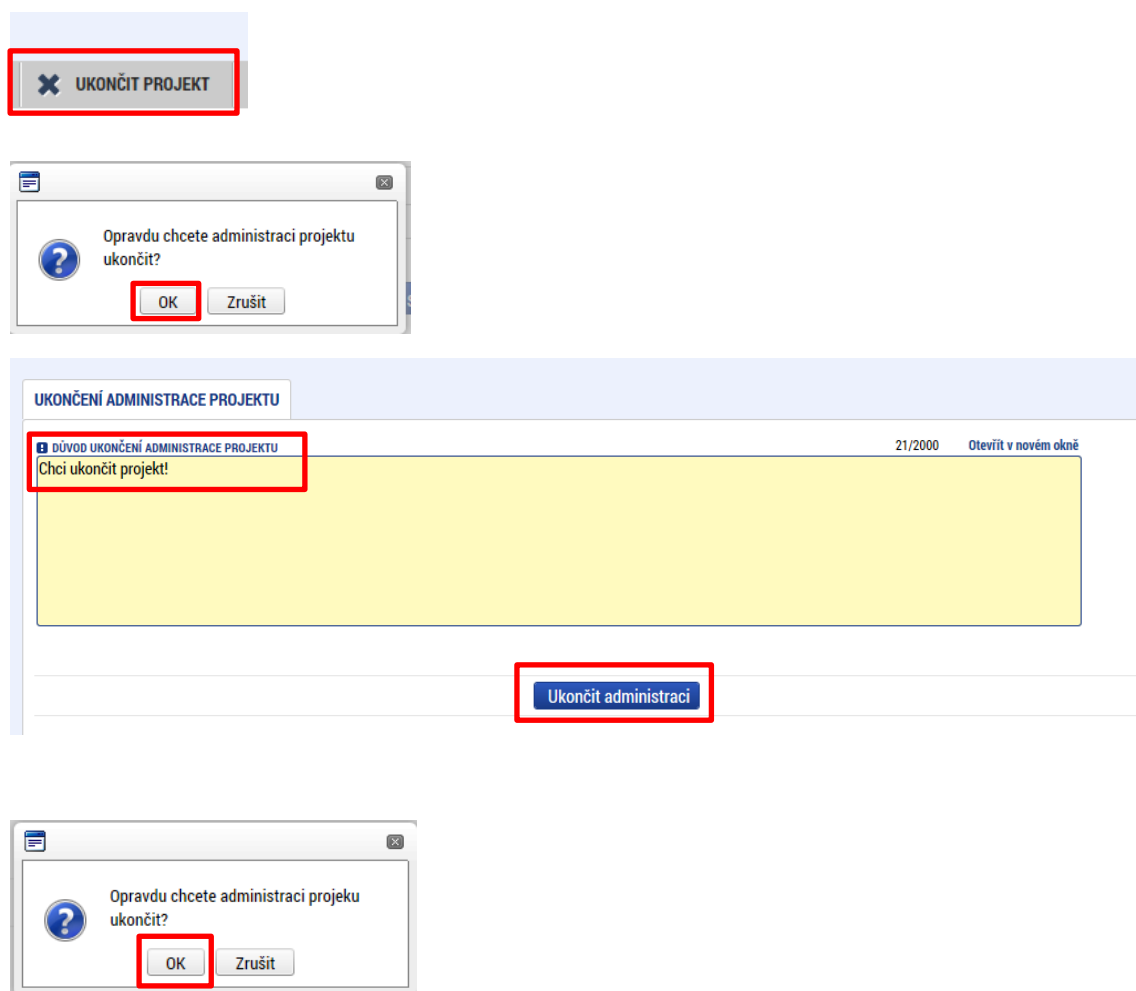 UKONČIT PROJEKT
Opravdu chcete administraci projektu
ukončit?
OK Zrušit
UKONČENÍ ADMINISTRACE PROJEKTU
DŮVOD UKONČENÍ ADMINISTRACE PROJEKTU 21/2000 Otevřít v novém okně
Chci ukončit projekt!
Ukončit administraci
Opravdu chcete administraci projeku
ukončit?
OK Zrušit